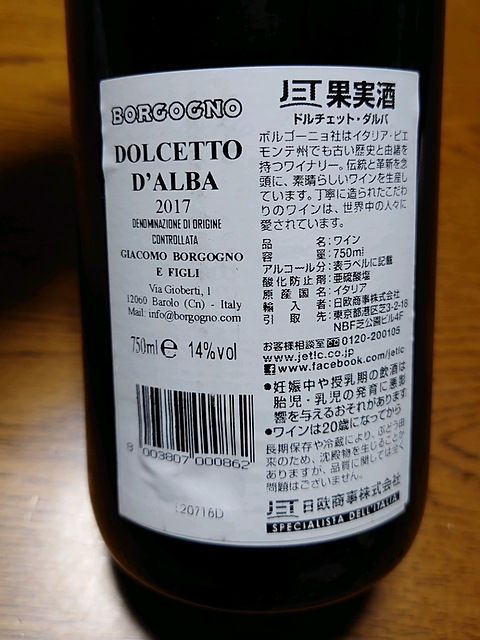 BORGOGNO
DOLCETTO
D'ALBA
2017
DENOMINAZIONE DI ORIGINE
CONTROLLATA
GIACOMO BORGOGNO
E FIGLI
Via Gioberti, 1
12060 Barolo (Cn) - Italy
Mail: info@borgogno.com
750ml e 14%vol
8 003807 000862
L20716D
JET 果実酒
ドルチェット・ダルバ
ボルゴーニョ社はイタリア・ピエ
モンテ州でも古い歴史と由緒を
持つワイナリー。伝統と革新を念
頭に、素晴らしいワインを生産し
ています。丁寧に造られたこだわ
りのワインは、世界中の人々に
愛されています。
品名:ワイン
容量:750ml
アルコール分:表ラベルに記載
酸化防止剤:亜硫酸塩
原産国名:イタリア
輸入者:日欧商事株式会社
引取先:東京都港区芝3-2-18
NBF芝公園ビル4F
お客様相談室 0120-200105
www.jetlc.co.jp
www.facebook.com/jetlc
●妊娠中や授乳期の飲酒は
胎児・乳児の発育に悪影
響を与えるおそれがあります
●ワインは20歳になってから
長期保存や冷蔵により、ぶどう由
来のため、沈殿物を生じることが
ありますが、品質に関しては全く
問題はございません。
JET 日欧商事株式会社
SPECIALISTA DELL'ITALIA